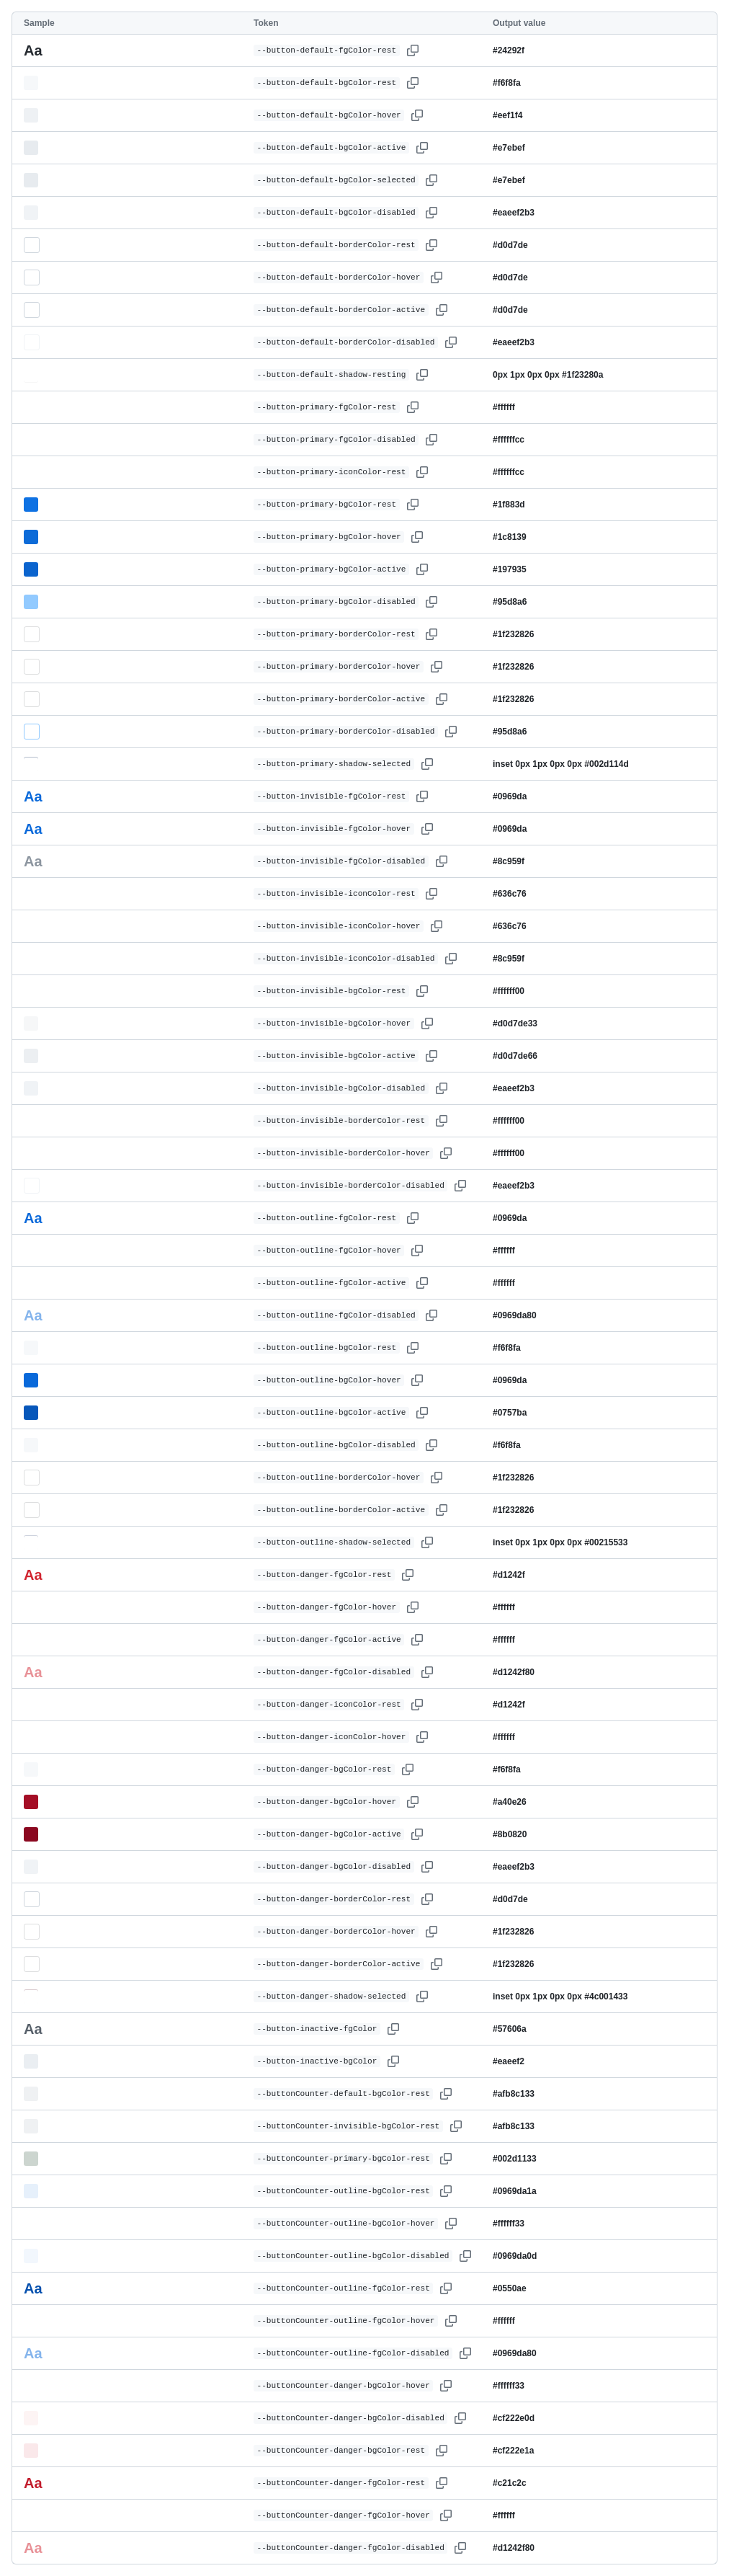 Sample Token Output value
Aa --button-default-fgColor-rest #24292f
--button-default-bgColor-rest #f6f8fa
--button-default-bgColor-hover #eef1f4
--button-default-bgColor-active #e7ebef
--button-default-bgColor-selected #e7ebef
--button-default-bgColor-disabled #eaeef2b3
--button-default-borderColor-rest #d0d7de
--button-default-borderColor-hover #d0d7de
--button-default-borderColor-active #d0d7de
--button-default-borderColor-disabled #eaeef2b3
--button-default-shadow-resting 0px 1px 0px 0px #1f23280a
--button-primary-fgColor-rest #ffffff
--button-primary-fgColor-disabled #ffffffcc
--button-primary-iconColor-rest #ffffffcc
--button-primary-bgColor-rest #1f883d
--button-primary-bgColor-hover #1c8139
--button-primary-bgColor-active #197935
--button-primary-bgColor-disabled #95d8a6
--button-primary-borderColor-rest #1f232826
--button-primary-borderColor-hover #1f232826
--button-primary-borderColor-active #1f232826
--button-primary-borderColor-disabled #95d8a6
--button-primary-shadow-selected inset 0px 1px 0px 0px #002d114d
Aa --button-invisible-fgColor-rest #0969da
Aa --button-invisible-fgColor-hover #0969da
Aa --button-invisible-fgColor-disabled #8c959f
--button-invisible-iconColor-rest #636c76
--button-invisible-iconColor-hover #636c76
--button-invisible-iconColor-disabled #8c959f
--button-invisible-bgColor-rest #ffffff00
--button-invisible-bgColor-hover #d0d7de33
--button-invisible-bgColor-active #d0d7de66
--button-invisible-bgColor-disabled #eaeef2b3
--button-invisible-borderColor-rest #ffffff00
--button-invisible-borderColor-hover #ffffff00
--button-invisible-borderColor-disabled #eaeef2b3
Aa --button-outline-fgColor-rest #0969da
--button-outline-fgColor-hover #ffffff
--button-outline-fgColor-active #ffffff
Aa --button-outline-fgColor-disabled #0969da80
--button-outline-bgColor-rest #f6f8fa
--button-outline-bgColor-hover #0969da
--button-outline-bgColor-active #0757ba
--button-outline-bgColor-disabled #f6f8fa
--button-outline-borderColor-hover #1f232826
--button-outline-borderColor-active #1f232826
--button-outline-shadow-selected inset 0px 1px 0px 0px #00215533
Aa --button-danger-fgColor-rest #d1242f
--button-danger-fgColor-hover #ffffff
--button-danger-fgColor-active #ffffff
Aa --button-danger-fgColor-disabled #d1242f80
--button-danger-iconColor-rest #d1242f
--button-danger-iconColor-hover #ffffff
--button-danger-bgColor-rest #f6f8fa
--button-danger-bgColor-hover #a40e26
--button-danger-bgColor-active #8b0820
--button-danger-bgColor-disabled #eaeef2b3
--button-danger-borderColor-rest #d0d7de
--button-danger-borderColor-hover #1f232826
--button-danger-borderColor-active #1f232826
--button-danger-shadow-selected inset 0px 1px 0px 0px #4c001433
Aa --button-inactive-fgColor #57606a
--button-inactive-bgColor #eaeef2
--buttonCounter-default-bgColor-rest #afb8c133
--buttonCounter-invisible-bgColor-rest #afb8c133
--buttonCounter-primary-bgColor-rest #002d1133
--buttonCounter-outline-bgColor-rest #0969da1a
--buttonCounter-outline-bgColor-hover #ffffff33
--buttonCounter-outline-bgColor-disabled #0969da0d
Aa --buttonCounter-outline-fgColor-rest #0550ae
--buttonCounter-outline-fgColor-hover #ffffff
Aa --buttonCounter-outline-fgColor-disabled #0969da80
--buttonCounter-danger-bgColor-hover #ffffff33
--buttonCounter-danger-bgColor-disabled #cf222e0d
--buttonCounter-danger-bgColor-rest #cf222e1a
Aa --buttonCounter-danger-fgColor-rest #c21c2c
--buttonCounter-danger-fgColor-hover #ffffff
Aa --buttonCounter-danger-fgColor-disabled #d1242f80